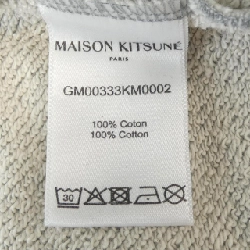 MAISON KITSUNÉ
PARIS
GM00333KM0002
100% Coton
100% Cotton
30